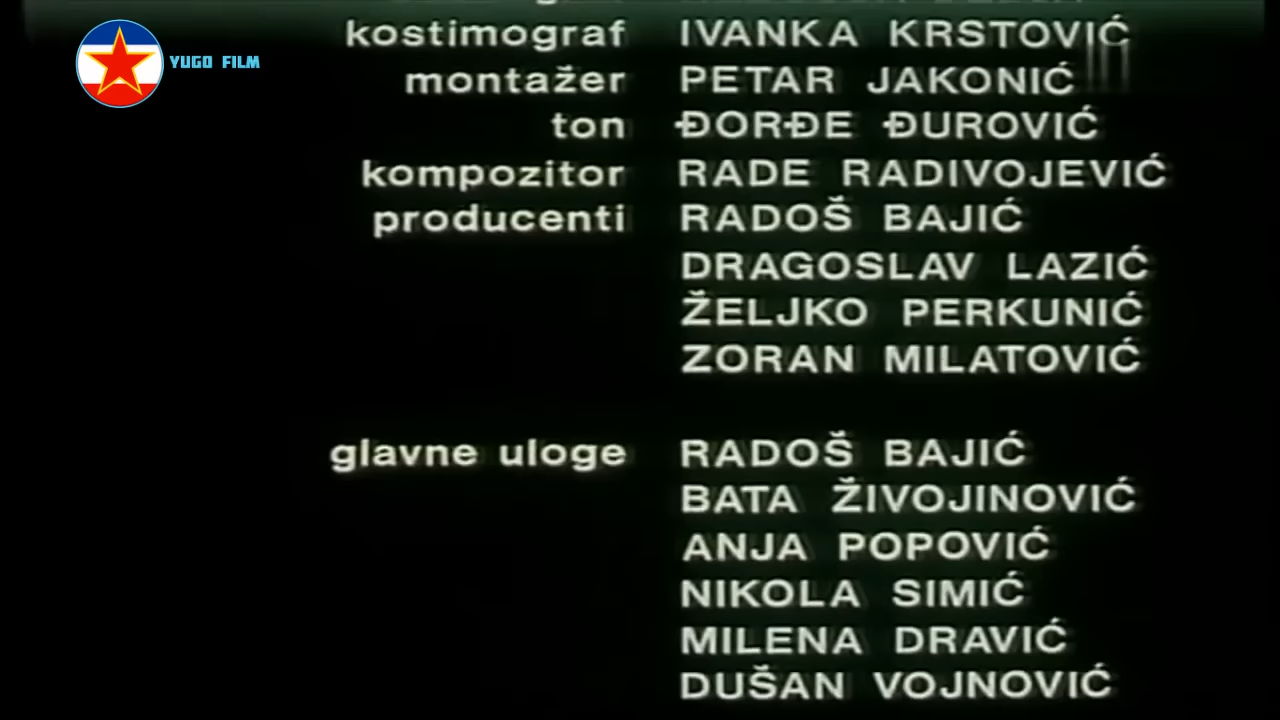 YUGO FILM
kostimograf IVANKA KRSTOVIĆ
montažer PETAR JAKONIĆ
ton ĐORĐE ĐUROVIĆ
kompozitor RADE RADIVOJEVIĆ
producenti RADOŠ BAJIĆ
DRAGOSLAV LAZIĆ
ŽELJKO PERKUNIĆ
ZORAN MILATOVIĆ
glavne uloge RADOŠ BAJIĆ
BATA ŽIVOJINOVIĆ
ANJA POPOVIĆ
NIKOLA SIMIĆ
MILENA DRAVIĆ
DUŠAN VOJNOVIĆ